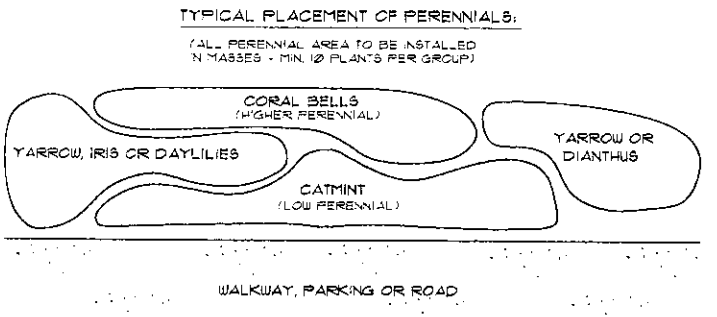 TYPICAL PLACEMENT OF PERENNIALS:
(ALL PERENNIAL AREA TO BE INSTALLED
IN MASSES - MIN. 10 PLANTS PER GROUP)
CORAL BELLS
(HIGHER PERENNIAL)
YARROW, IRIS OR DAYLILIES
YARROW OR
DIANTHUS
CATMINT
(LOW PERENNIAL)
WALKWAY, PARKING OR ROAD